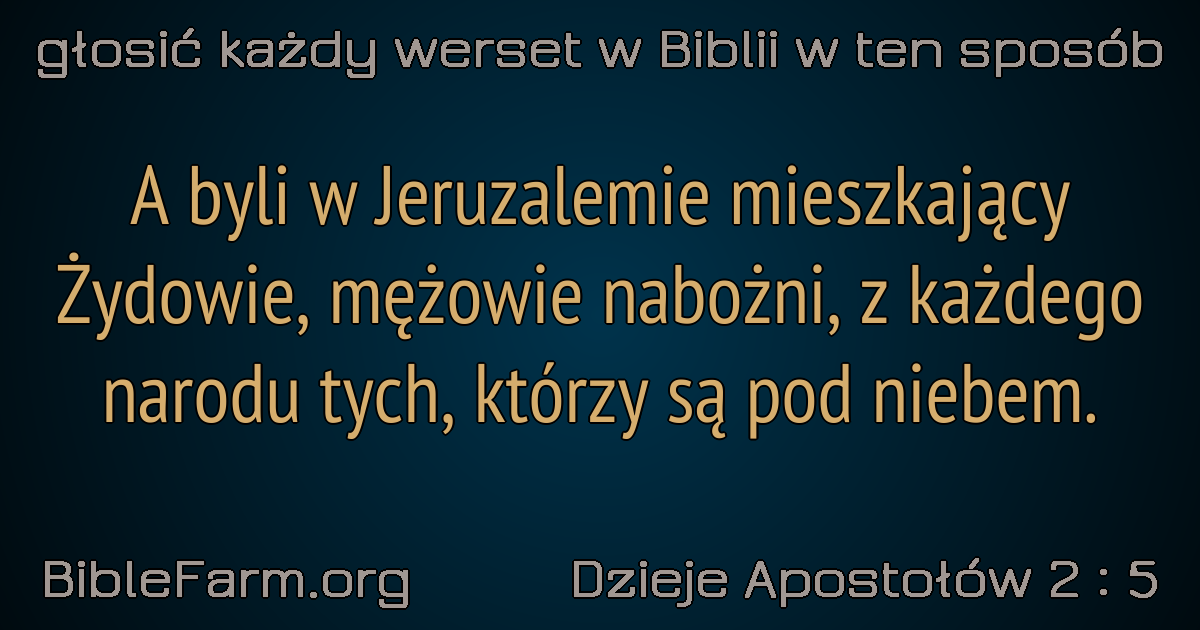 głosić każdy werset w Biblii w ten sposób
A byli w Jeruzalemie mieszkający
Żydowie, mężowie nabożni, z każdego
narodu tych, którzy są pod niebem.
BibleFarm.org
Dzieje Apostołów 2 : 5